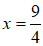 x = 9/4